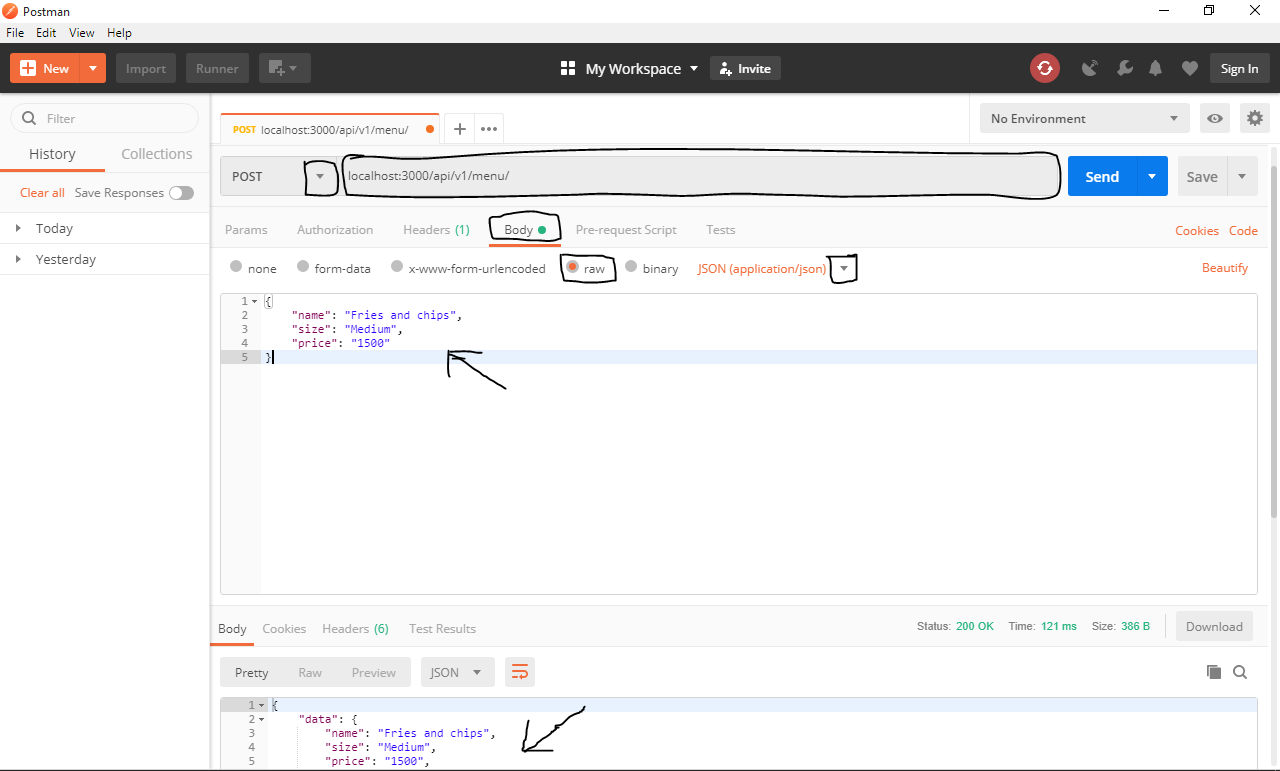 Postman
File Edit View Help
New Import Runner My Workspace Invite Sign In
Filter
History Collections
Clear all Save Responses
Today
Yesterday
POST localhost:3000/api/v1/menu/ + ••• No Environment
POST localhost:3000/api/v1/menu/ Send Save
Params Authorization Headers (1) Body Pre-request Script Tests Cookies Code
none form-data x-www-form-urlencoded raw binary JSON (application/json) Beautify
1 {
2 "name": "Fries and chips",
3 "size": "Medium",
4 "price": "1500"
5 }
Body Cookies Headers (6) Test Results Status: 200 OK Time: 121 ms Size: 386 B Download
Pretty Raw Preview JSON
1 {
2 "data": {
3 "name": "Fries and chips",
4 "size": "Medium",
5 "price": "1500",